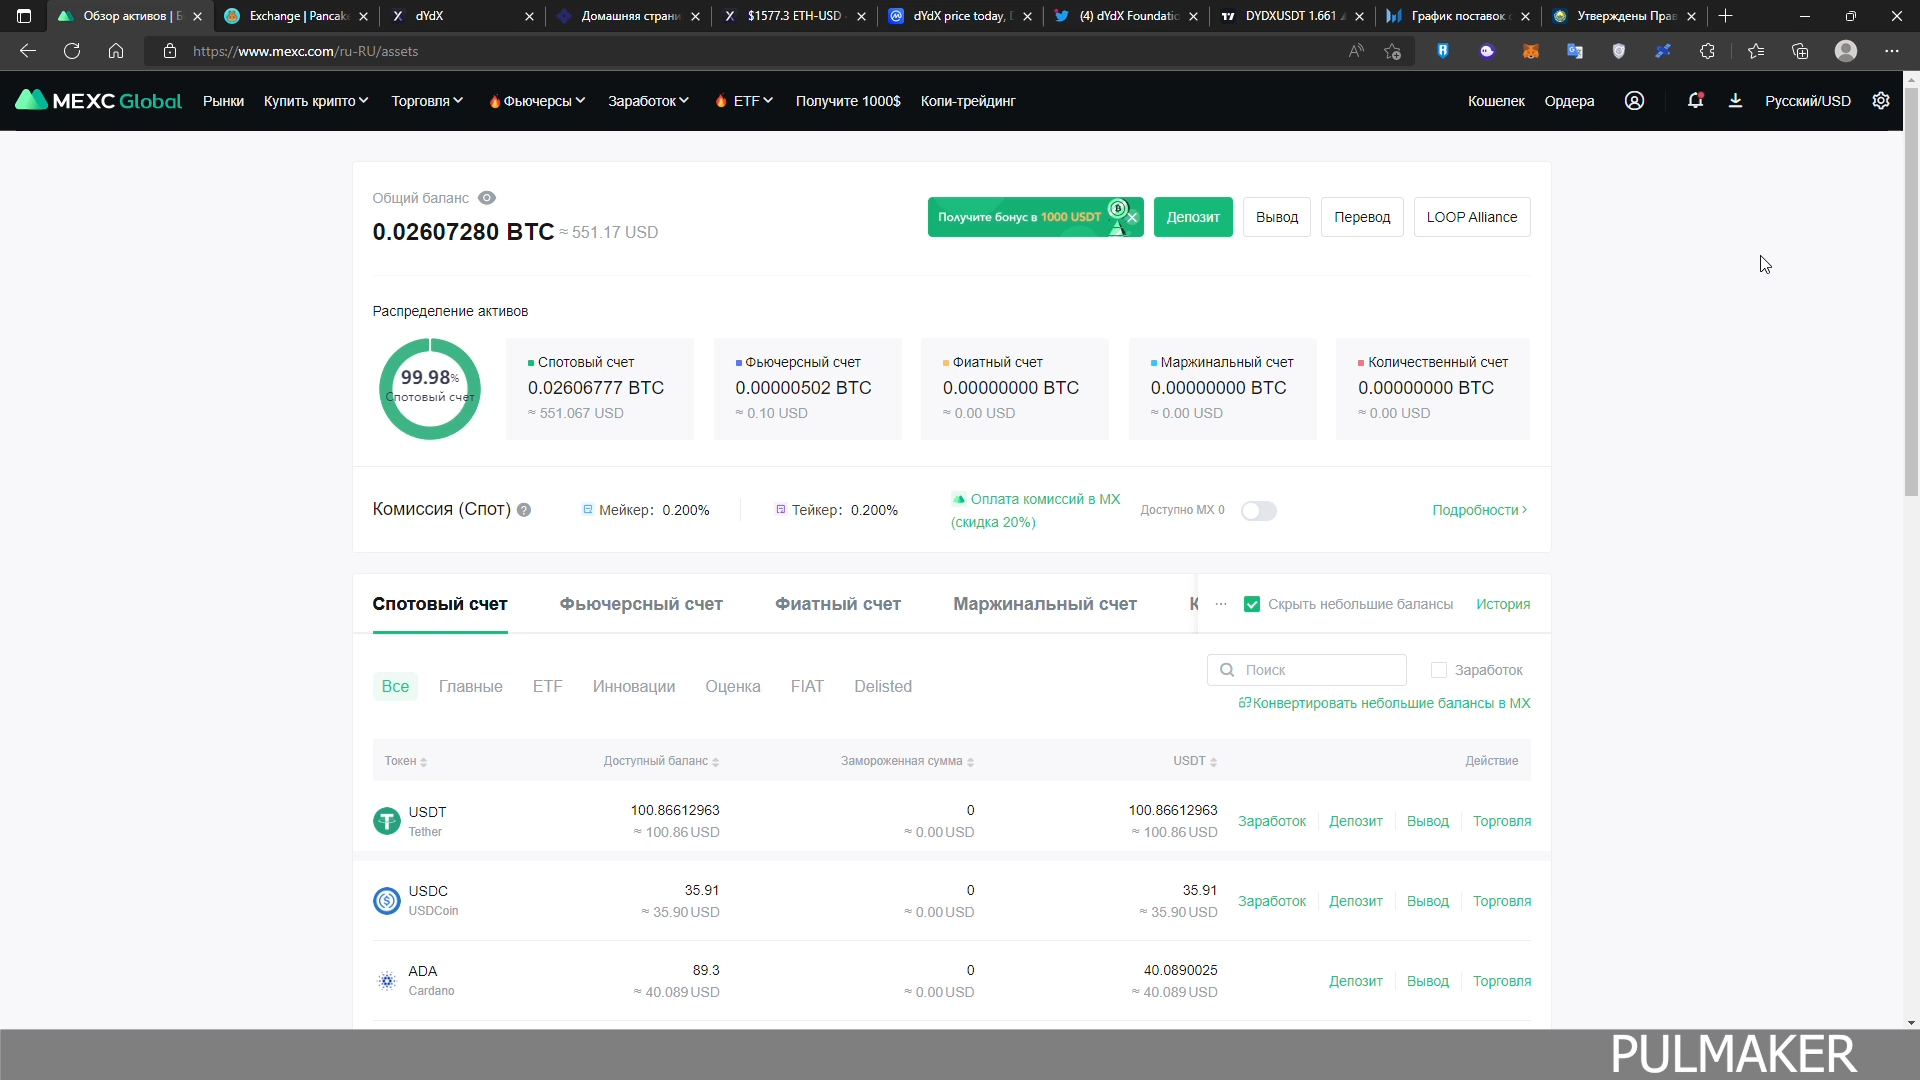 Обзор активов | Б
Exchange | Pancak
dYdX
Домашняя страни
$1577.3 ETH-USD
dYdX price today,
(4) dYdX Foundatio
DYDXUSDT 1.661
График поставок
Утверждены Прав
https://www.mexc.com/ru-RU/assets
MEXC Global
Рынки
Купить крипто
Торговля
Фьючерсы
Заработок
ETF
Получите 1000$
Копи-трейдинг
Кошелек
Ордера
Русский/USD
Общий баланс
0.02607280 BTC ≈ 551.17 USD
Получите бонус в 1000 USDT
Депозит
Вывод
Перевод
LOOP Alliance
Распределение активов
99.98%
Спотовый счет
Спотовый счет
0.02606777 BTC
≈ 551.067 USD
Фьючерсный счет
0.00000502 BTC
≈ 0.10 USD
Фиатный счет
0.00000000 BTC
≈ 0.00 USD
Маржинальный счет
0.00000000 BTC
≈ 0.00 USD
Количественный счет
0.00000000 BTC
≈ 0.00 USD
Комиссия (Спот) ?
Мейкер: 0.200%
Тейкер: 0.200%
Оплата комиссий в MX
(скидка 20%)
Доступно MX 0
Подробности >
Спотовый счет
Фьючерсный счет
Фиатный счет
Маржинальный счет
К
...
Скрыть небольшие балансы
История
Все
Главные
ETF
Инновации
Оценка
FIAT
Delisted
Поиск
Заработок
Конвертировать небольшие балансы в MX
Токен
Доступный баланс
Замороженная сумма
USDT
Действие
USDT
Tether
100.86612963
≈ 100.86 USD
0
≈ 0.00 USD
100.86612963
≈ 100.86 USD
Заработок
Депозит
Вывод
Торговля
USDC
USDCoin
35.91
≈ 35.90 USD
0
≈ 0.00 USD
35.91
≈ 35.90 USD
Заработок
Депозит
Вывод
Торговля
ADA
Cardano
89.3
≈ 40.089 USD
0
≈ 0.00 USD
40.0890025
≈ 40.089 USD
Депозит
Вывод
Торговля
PULMAKER